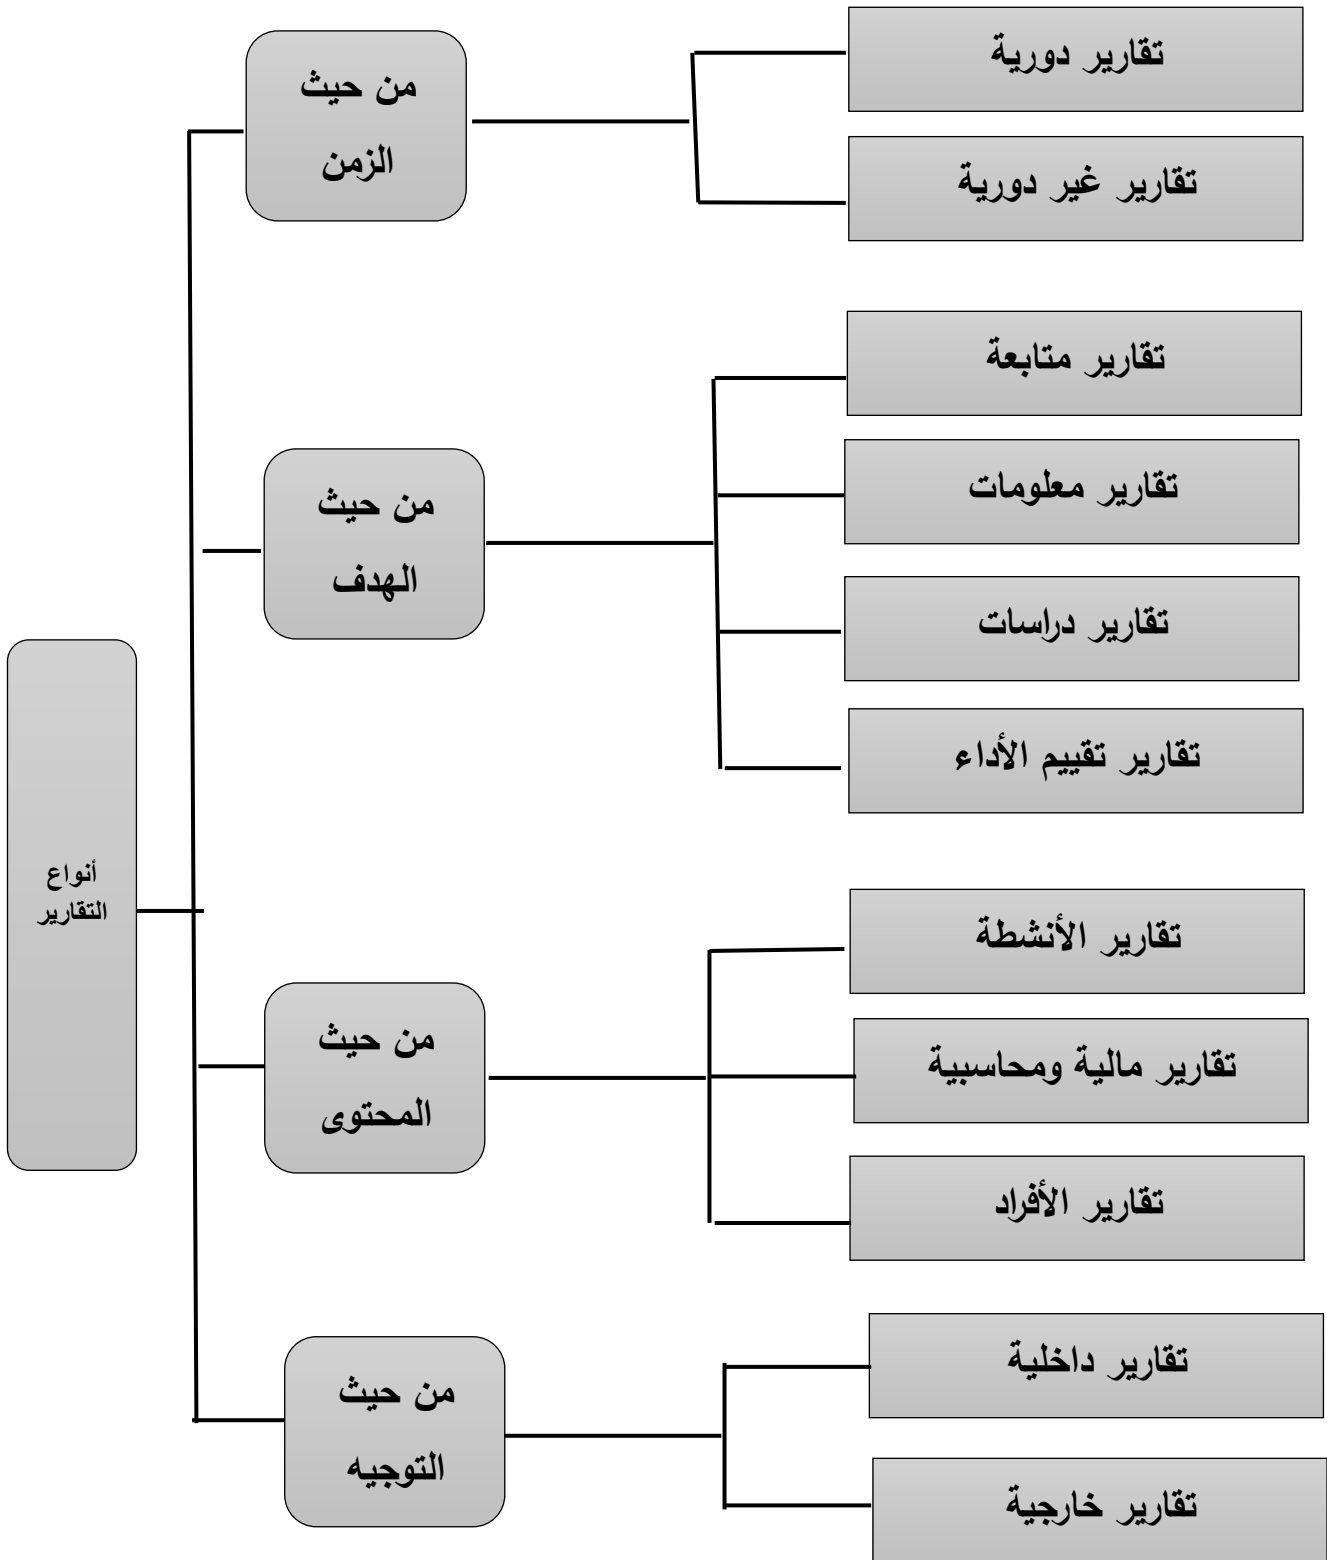 أنواع
التقارير
من حيث
الزمن
تقارير دورية
تقارير غير دورية
من حيث
الهدف
تقارير متابعة
تقارير معلومات
تقارير دراسات
تقارير تقييم الأداء
من حيث
المحتوى
تقارير الأنشطة
تقارير مالية ومحاسبية
تقارير الأفراد
من حيث
التوجيه
تقارير داخلية
تقارير خارجية